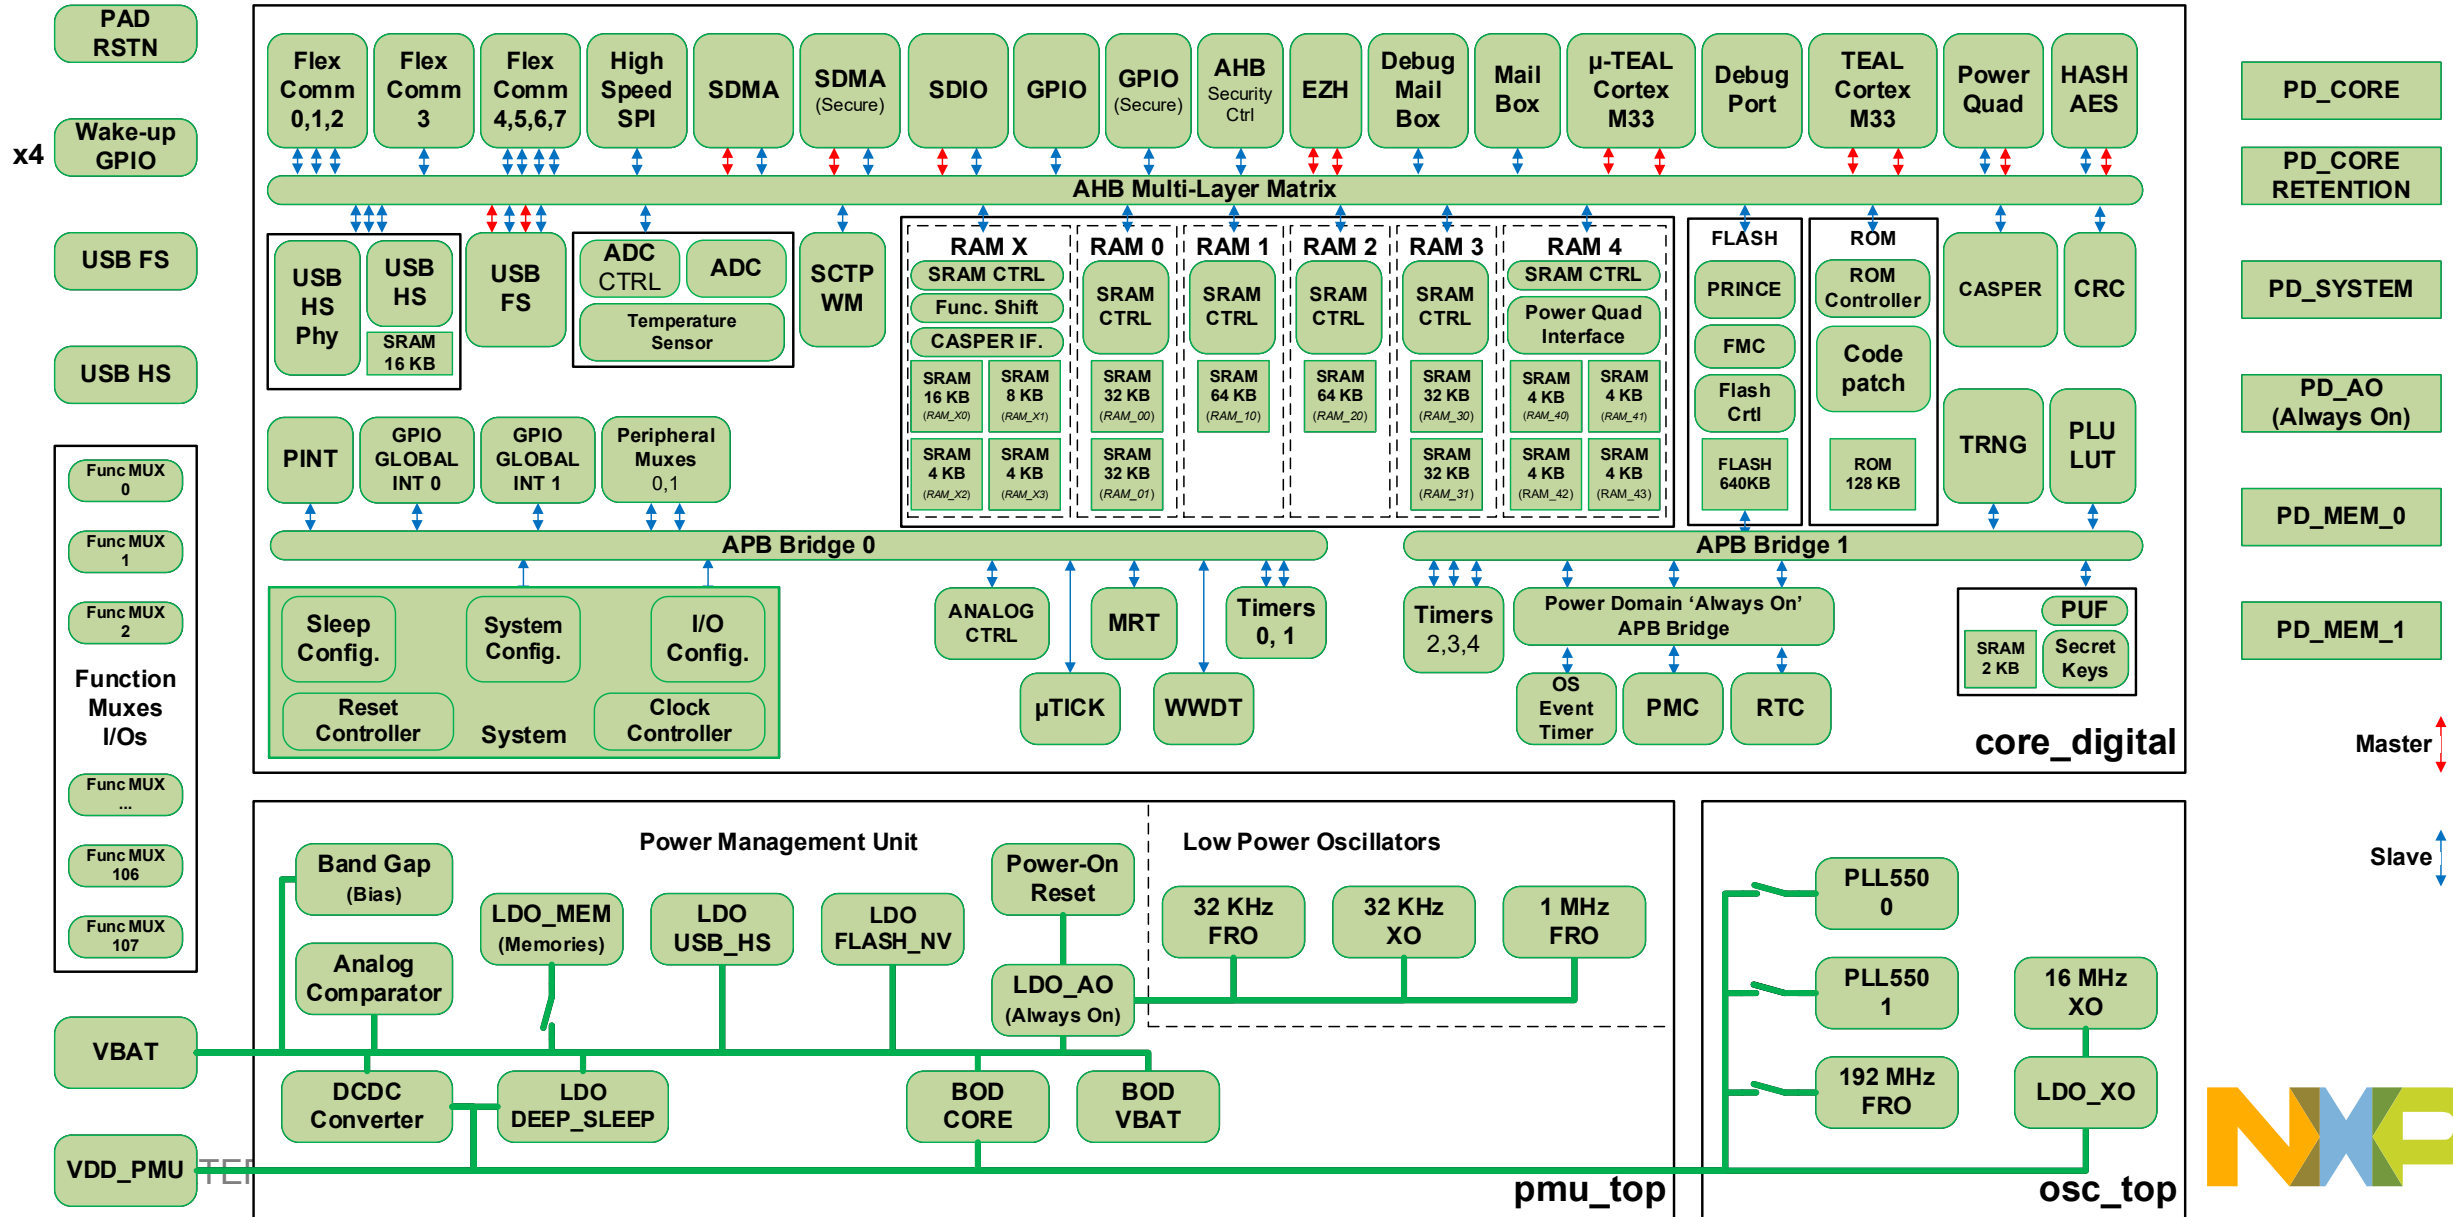 PAD
RSTN
x4
Wake-up
GPIO
USB FS
USB HS
Func MUX
0
Func MUX
1
Func MUX
2
Function
Muxes
I/Os
Func MUX
...
Func MUX
106
Func MUX
107
VBAT
VDD_PMU
Flex
Comm
0,1,2
Flex
Comm
3
Flex
Comm
4,5,6,7
High
Speed
SPI
SDMA
SDMA
(Secure)
SDIO
GPIO
GPIO
(Secure)
AHB
Security
Ctrl
EZH
Debug
Mail
Box
Mail
Box
µ-TEAL
Cortex
M33
Debug
Port
TEAL
Cortex
M33
Power
Quad
HASH
AES
AHB Multi-Layer Matrix
USB
HS
Phy
USB
HS
SRAM
16 KB
USB
FS
ADC
CTRL
ADC
Temperature
Sensor
SCTP
WM
RAM X
SRAM CTRL
Func. Shift
CASPER IF.
SRAM
16 KB
(RAM_X0)
SRAM
8 KB
(RAM_X1)
SRAM
4 KB
(RAM_X2)
SRAM
4 KB
(RAM_X3)
RAM 0
SRAM
CTRL
SRAM
32 KB
(RAM_00)
SRAM
32 KB
(RAM_01)
RAM 1
SRAM
CTRL
SRAM
64 KB
(RAM_10)
RAM 2
SRAM
CTRL
SRAM
64 KB
(RAM_20)
RAM 3
SRAM
CTRL
SRAM
32 KB
(RAM_30)
SRAM
32 KB
(RAM_31)
RAM 4
SRAM CTRL
Power Quad
Interface
SRAM
4 KB
(RAM_40)
SRAM
4 KB
(RAM_41)
SRAM
4 KB
(RAM_42)
SRAM
4 KB
(RAM_43)
FLASH
PRINCE
FMC
Flash
Crtl
FLASH
640KB
ROM
ROM
Controller
Code
patch
ROM
128 KB
CASPER
CRC
TRNG
PLU
LUT
PINT
GPIO
GLOBAL
INT 0
GPIO
GLOBAL
INT 1
Peripheral
Muxes
0,1
APB Bridge 0
APB Bridge 1
Sleep
Config.
System
Config.
I/O
Config.
Reset
Controller
System
Clock
Controller
ANALOG
CTRL
µTICK
MRT
WWDT
Timers
0, 1
Timers
2,3,4
Power Domain ‘Always On’
APB Bridge
OS
Event
Timer
PMC
RTC
PUF
SRAM
2 KB
Secret
Keys
core_digital
Power Management Unit
Low Power Oscillators
Band Gap
(Bias)
Analog
Comparator
LDO_MEM
(Memories)
LDO
USB_HS
LDO
FLASH_NV
Power-On
Reset
LDO_AO
(Always On)
32 KHz
FRO
32 KHz
XO
1 MHz
FRO
DCDC
Converter
LDO
DEEP_SLEEP
BOD
CORE
BOD
VBAT
pmu_top
PLL550
0
PLL550
1
192 MHz
FRO
16 MHz
XO
LDO_XO
osc_top
PD_CORE
PD_CORE
RETENTION
PD_SYSTEM
PD_AO
(Always On)
PD_MEM_0
PD_MEM_1
Master
Slave
NXP